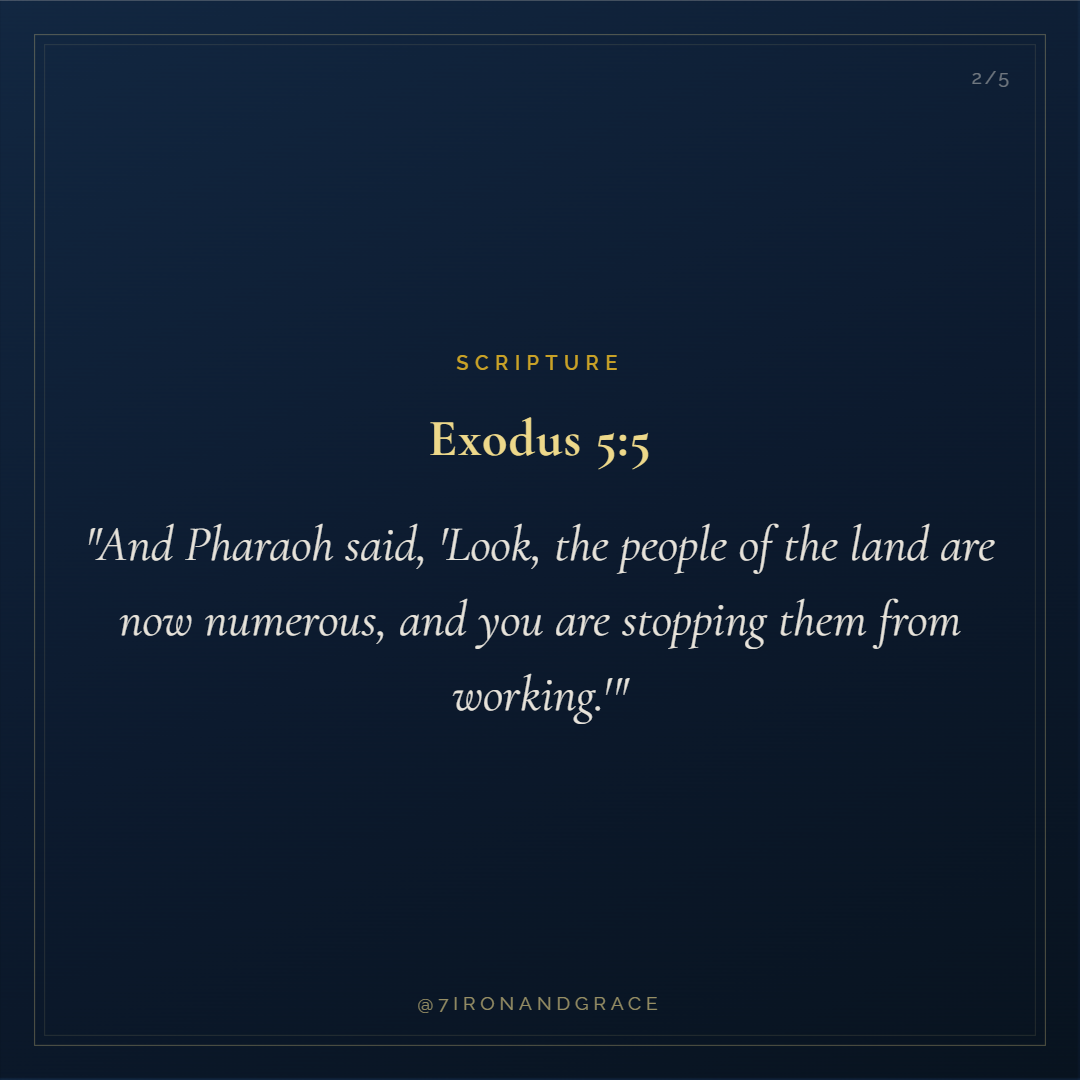 2/5
SCRIPTURE
Exodus 5:5
"And Pharaoh said, 'Look, the people of the land are
now numerous, and you are stopping them from
working.'"
@7IRONANDGRACE